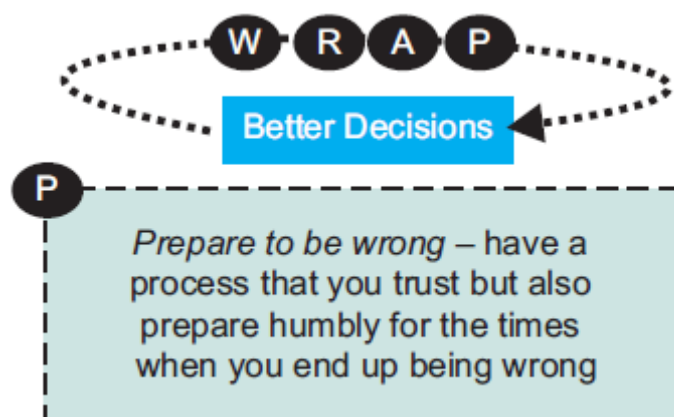 W R A P
Better Decisions
P
Prepare to be wrong – have a
process that you trust but also
prepare humbly for the times
when you end up being wrong